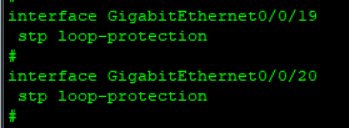 interface GigabitEthernet0/0/19
stp loop-protection
#
interface GigabitEthernet0/0/20
stp loop-protection
#